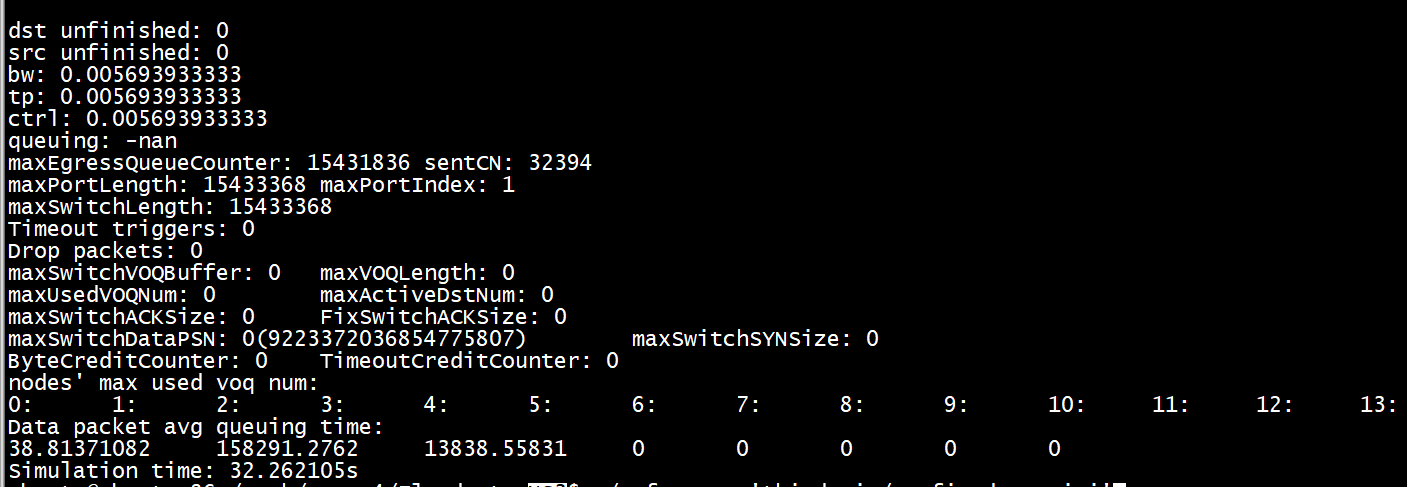 dst unfinished: 0
src unfinished: 0
bw: 0.005693933333
tp: 0.005693933333
ctrl: 0.005693933333
queuing: -nan
maxEgressQueueCounter: 15431836 sentCN: 32394
maxPortLength: 15433368 maxPortIndex: 1
maxSwitchLength: 15433368
Timeout triggers: 0
Drop packets: 0
maxSwitchVOQBuffer: 0 maxVOQLength: 0
maxUsedVOQNum: 0 maxActiveDstNum: 0
maxSwitchACKSize: 0 FixSwitchACKSize: 0
maxSwitchDataPSN: 0(9223372036854775807) maxSwitchSYNSize: 0
ByteCreditCounter: 0 TimeoutCreditCounter: 0
nodes' max used voq num:
0: 1: 2: 3: 4: 5: 6: 7: 8: 9: 10: 11: 12: 13:
Data packet avg queuing time:
38.81371082 158291.2762 13838.55831 0 0 0 0 0
Simulation time: 32.262105s